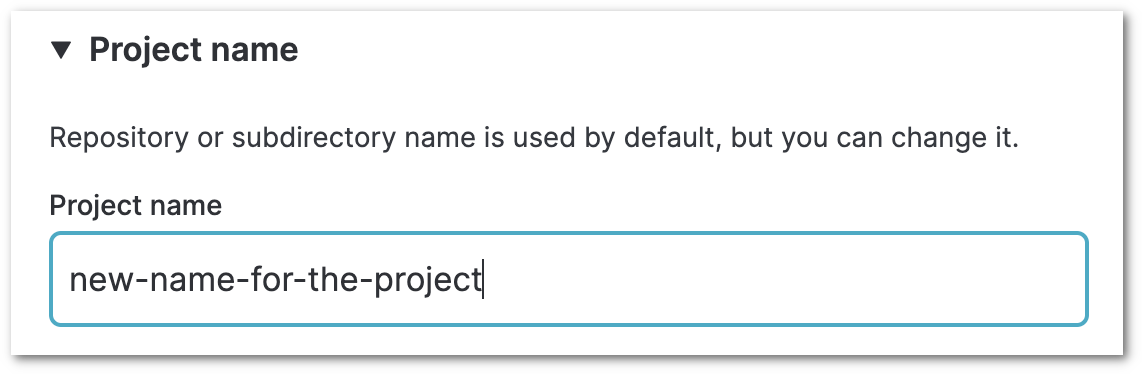 Project name
Repository or subdirectory name is used by default, but you can change it.
Project name
new-name-for-the-project